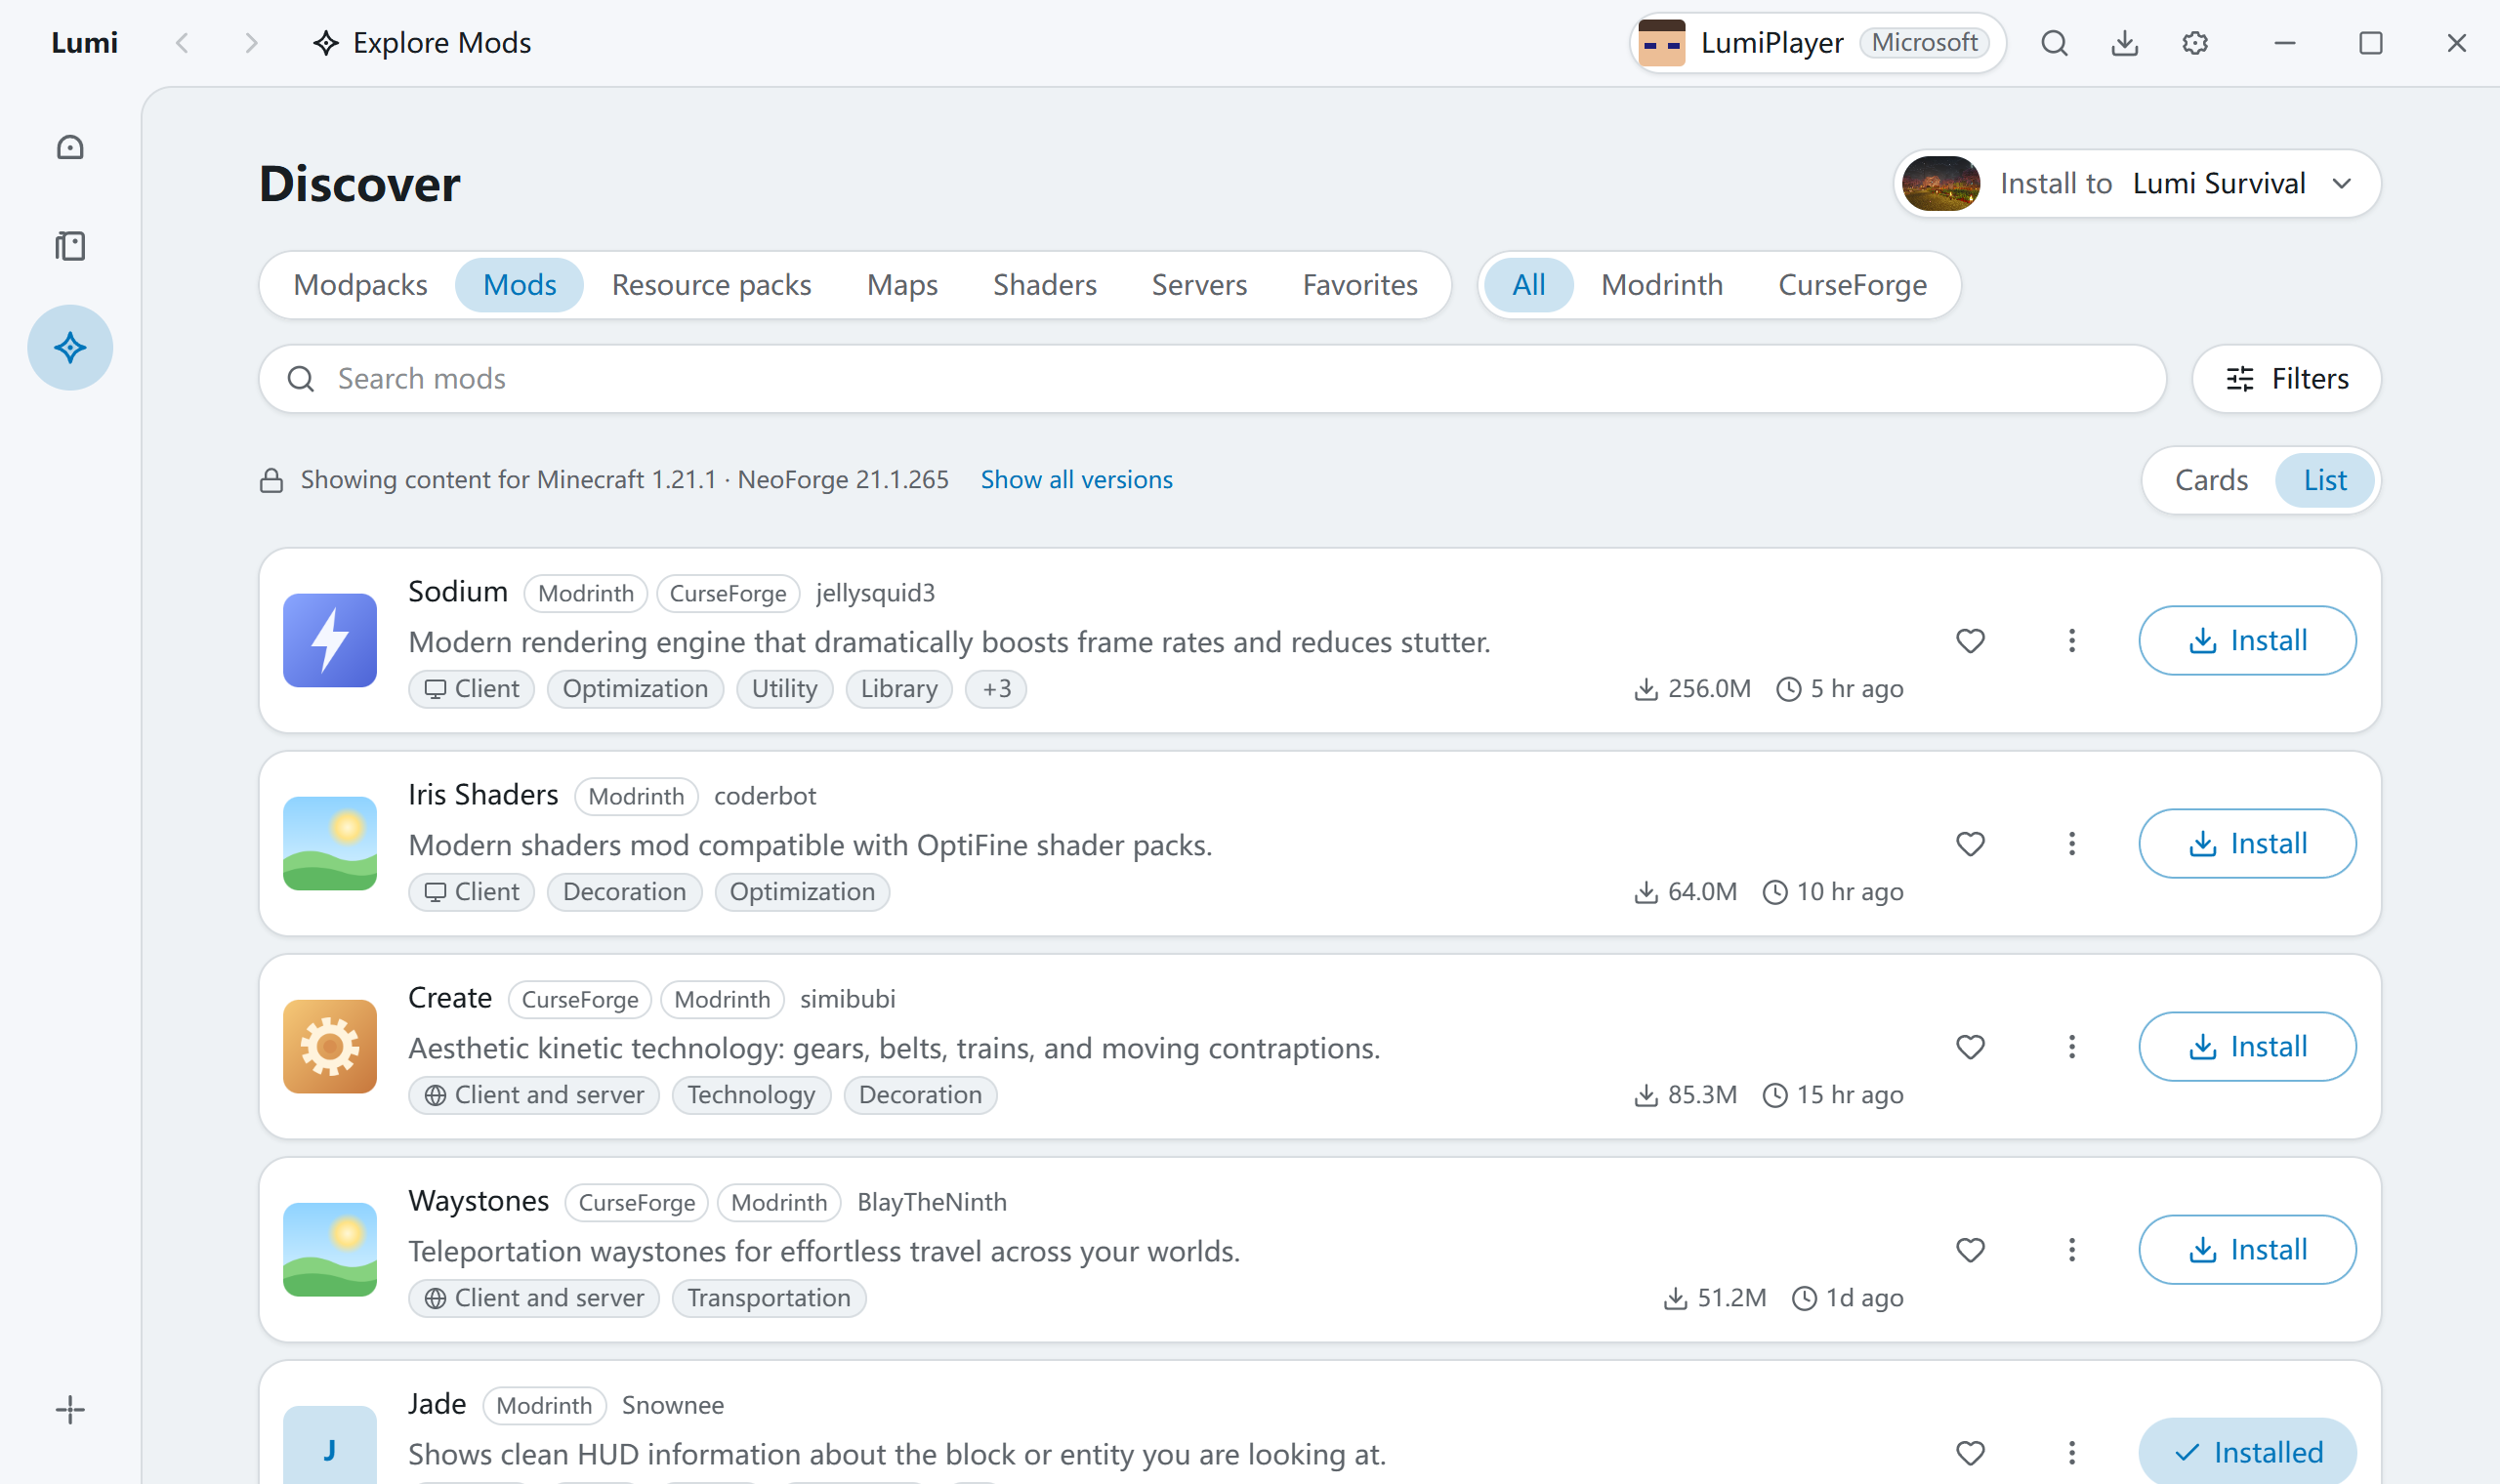 Lumi Explore Mods LumiPlayer Microsoft
Discover Install to Lumi Survival
Modpacks Mods Resource packs Maps Shaders Servers Favorites All Modrinth CurseForge
Search mods Filters
Showing content for Minecraft 1.21.1 · NeoForge 21.1.265 Show all versions Cards List
Sodium Modrinth CurseForge jellysquid3
Modern rendering engine that dramatically boosts frame rates and reduces stutter.
Install
Client Optimization Utility Library +3 256.0M 5 hr ago
Iris Shaders Modrinth coderbot
Modern shaders mod compatible with OptiFine shader packs.
Install
Client Decoration Optimization 64.0M 10 hr ago
Create CurseForge Modrinth simibubi
Aesthetic kinetic technology: gears, belts, trains, and moving contraptions.
Install
Client and server Technology Decoration 85.3M 15 hr ago
Waystones CurseForge Modrinth BlayTheNinth
Teleportation waystones for effortless travel across your worlds.
Install
Client and server Transportation 51.2M 1d ago
J
Jade Modrinth Snownee
Shows clean HUD information about the block or entity you are looking at.
Installed